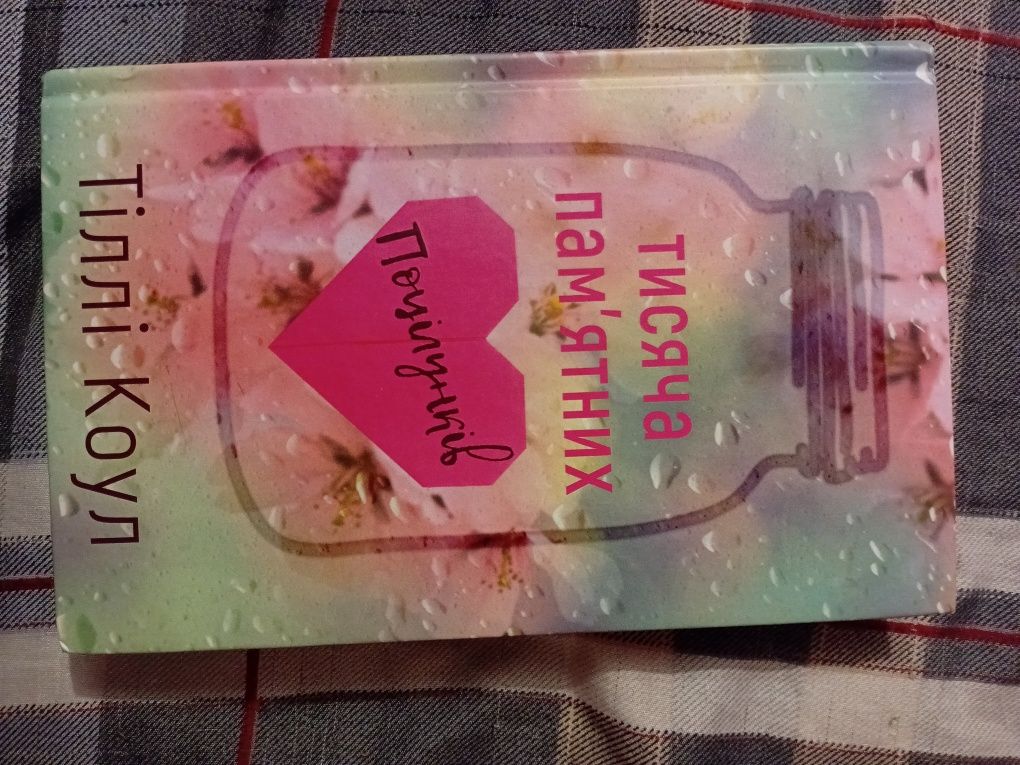 тисяча
пам'ятних
Поцілунків
Тіллі Коул